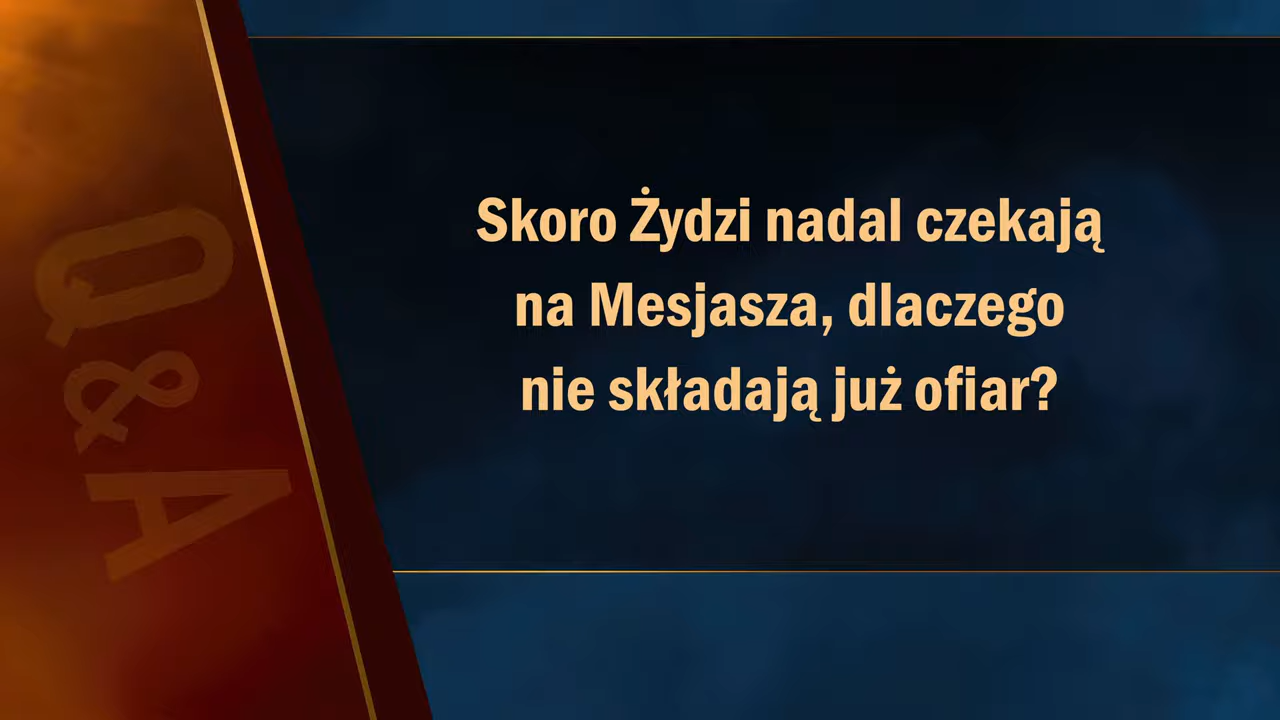 Q & A
Skoro Żydzi nadal czekają
na Mesjasza, dlaczego
nie składają już ofiar?